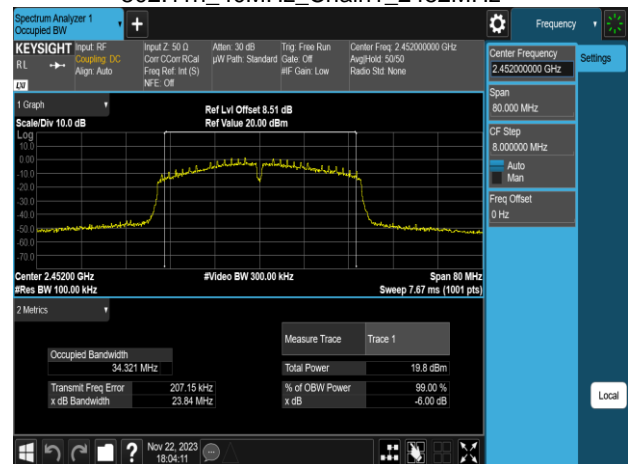 Spectrum Analyzer 1
Occupied BW
Frequency
KEYSIGHT
RL
LXI
Input: RF
Coupling: DC
Align: Auto
Input Z: 50 Ω
Corr CCorr RCal
Freq Ref: Int (S)
NFE: Off
Atten: 30 dB
µW Path: Standard
Trig: Free Run
Gate: Off
#IF Gain: Low
Center Freq: 2.452000000 GHz
Avg|Hold: 50/50
Radio Std: None
Center Frequency
2.452000000 GHz
Settings
Span
80.000 MHz
CF Step
8.000000 MHz
Auto
Man
Freq Offset
0 Hz
Local
1 Graph
Scale/Div 10.0 dB
Ref Lvl Offset 8.51 dB
Ref Value 20.00 dBm
Log
10.0
0.00
-10.0
-20.0
-30.0
-40.0
-50.0
-60.0
-70.0
Center 2.45200 GHz
#Res BW 100.00 kHz
#Video BW 300.00 kHz
Span 80 MHz
Sweep 7.67 ms (1001 pts)
2 Metrics
Measure Trace
Trace 1
Occupied Bandwidth
34.321 MHz
Total Power
19.8 dBm
Transmit Freq Error
207.15 kHz
% of OBW Power
99.00 %
x dB Bandwidth
23.84 MHz
x dB
-6.00 dB
Nov 22, 2023
18:04:11